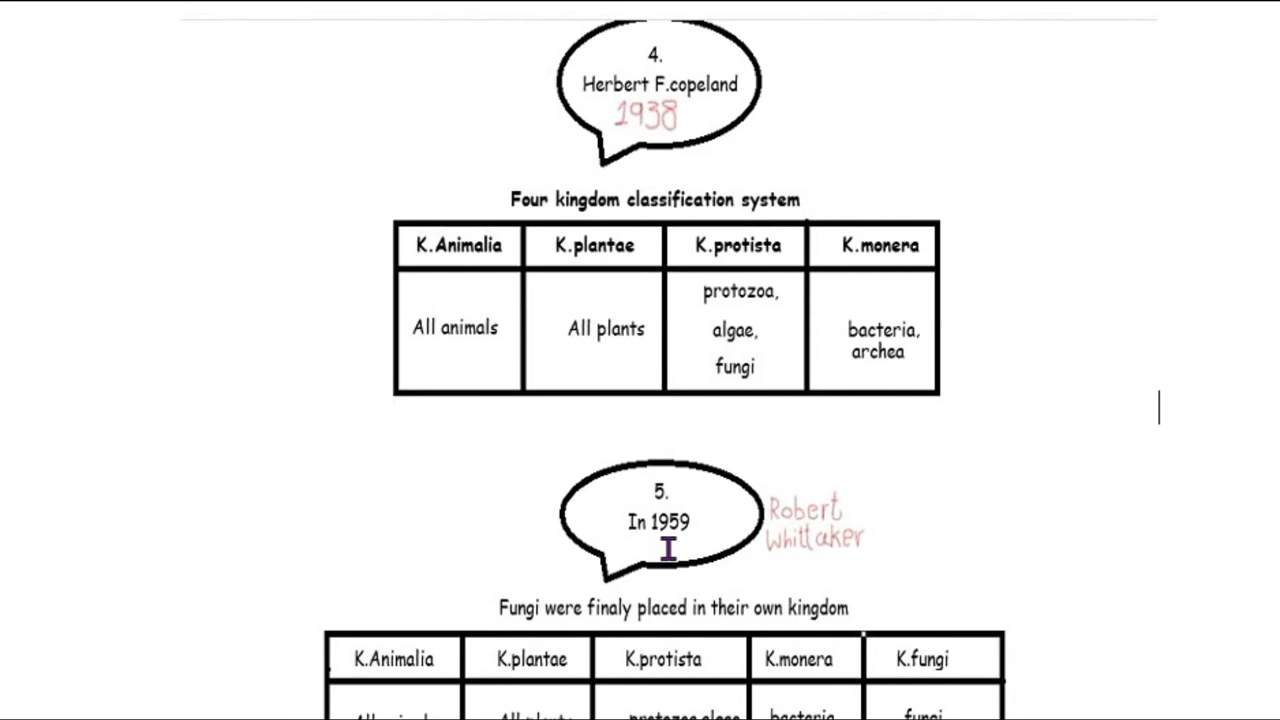 4.
Herbert F.copeland
1938
Four kingdom classification system
K.Animalia K.plantae K.protista K.monera
All animals All plants protozoa, algae, fungi bacteria, archea
5.
In 1959
Robert
Whittaker
Fungi were finaly placed in their own kingdom
K.Animalia K.plantae K.protista K.monera K.fungi